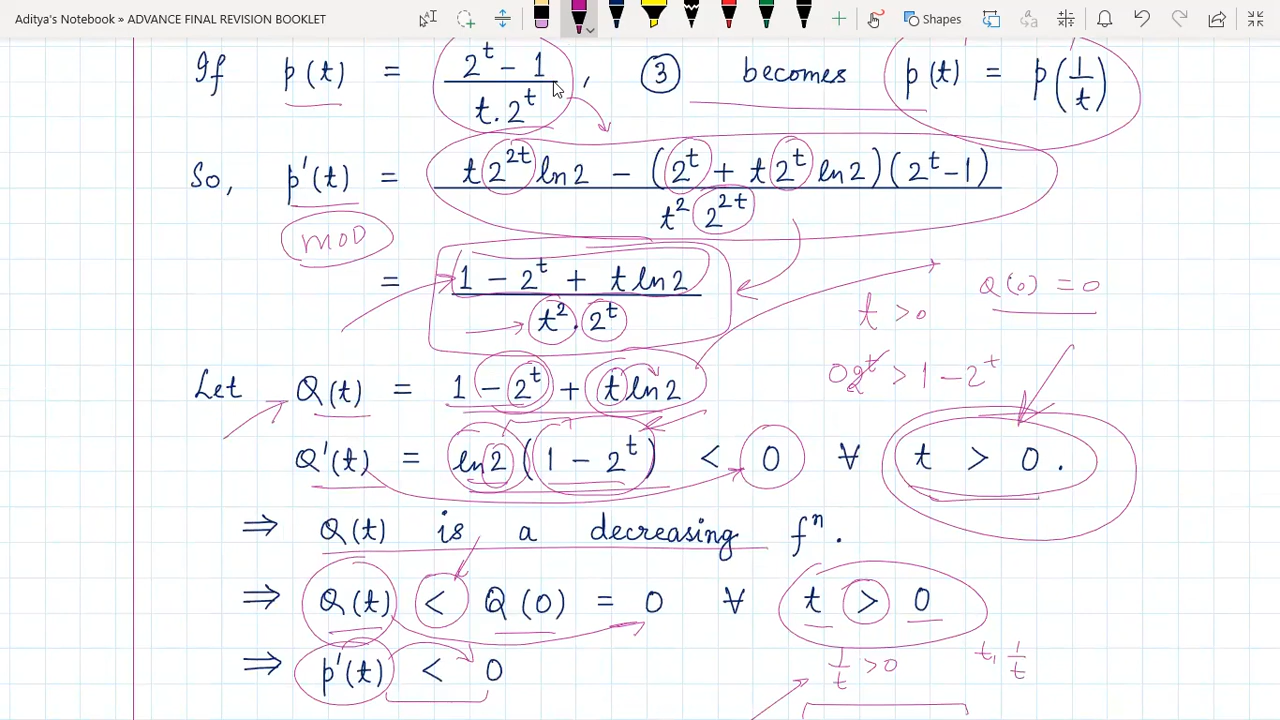 Aditya's Notebook » ADVANCE FINAL REVISION BOOKLET
Shapes
If p(t) = (2^t - 1)/(t.2^t) , ③ becomes p(t) = p(1/t)
So, p'(t) = (t 2^{2t} ln2 - (2^t + t 2^t ln2)(2^t - 1))/(t^2 2^{2t})
mod
= (1 - 2^t + t ln2)/(t^2 . 2^t)
Q(0) = 0
t > 0
Let Q(t) = 1 - 2^t + t ln2
> 1 - 2^t
Q'(t) = ln2 (1 - 2^t) < 0 ∀ t > 0 .
⇒ Q(t) is a decreasing f^n .
⇒ Q(t) < Q(0) = 0 ∀ t > 0
1/t > 0 t, 1/t
⇒ p'(t) < 0